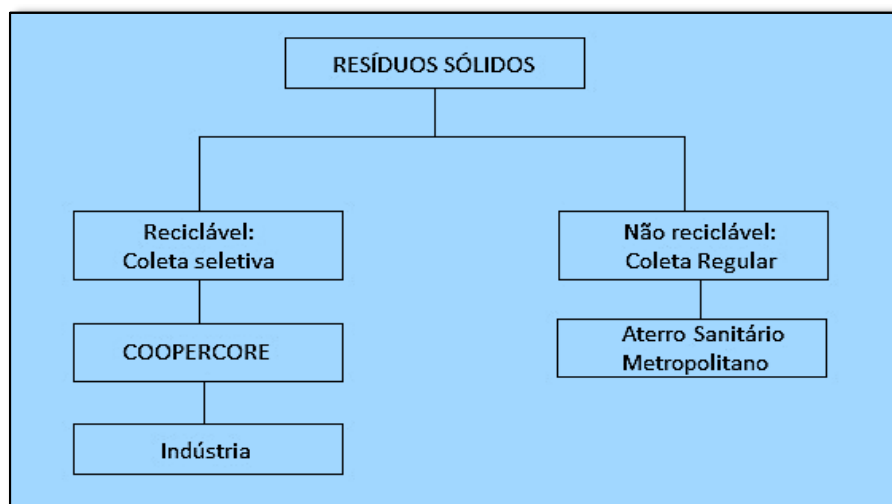 RESÍDUOS SÓLIDOS
Reciclável:
Coleta seletiva
COOPERCORE
Indústria
Não reciclável:
Coleta Regular
Aterro Sanitário
Metropolitano